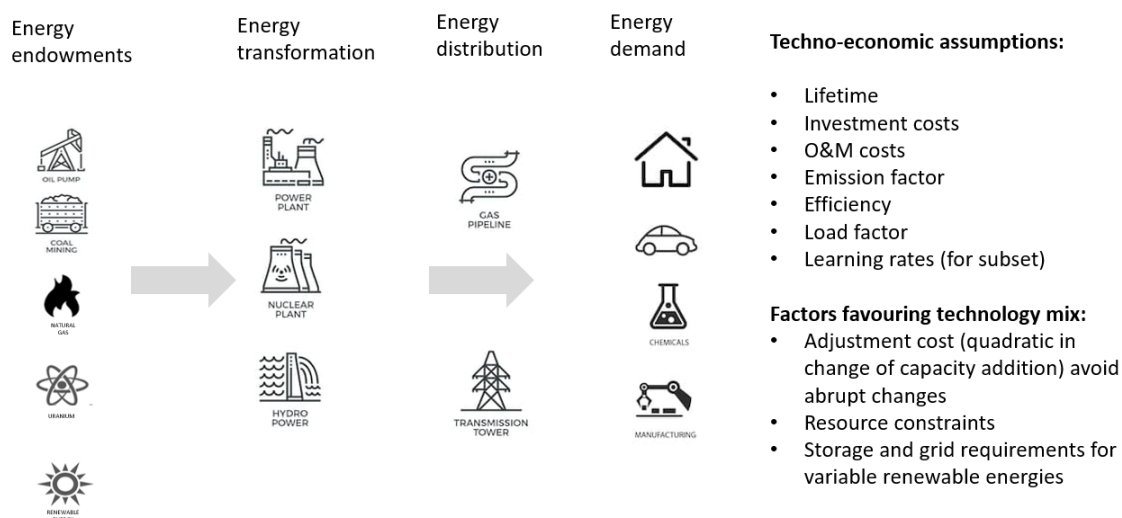 Energy
endowments
Energy
transformation
Energy
distribution
Energy
demand
OIL PUMP
COAL
MINING
NATURAL
GAS
URANIUM
RENEWABLE
POWER
PLANT
NUCLEAR
PLANT
HYDRO
POWER
GAS
PIPELINE
TRANSMISSION
TOWER
CHEMICALS
MANUFACTURING
Techno-economic assumptions:
• Lifetime
• Investment costs
• O&M costs
• Emission factor
• Efficiency
• Load factor
• Learning rates (for subset)
Factors favouring technology mix:
• Adjustment cost (quadratic in
change of capacity addition) avoid
abrupt changes
• Resource constraints
• Storage and grid requirements for
variable renewable energies